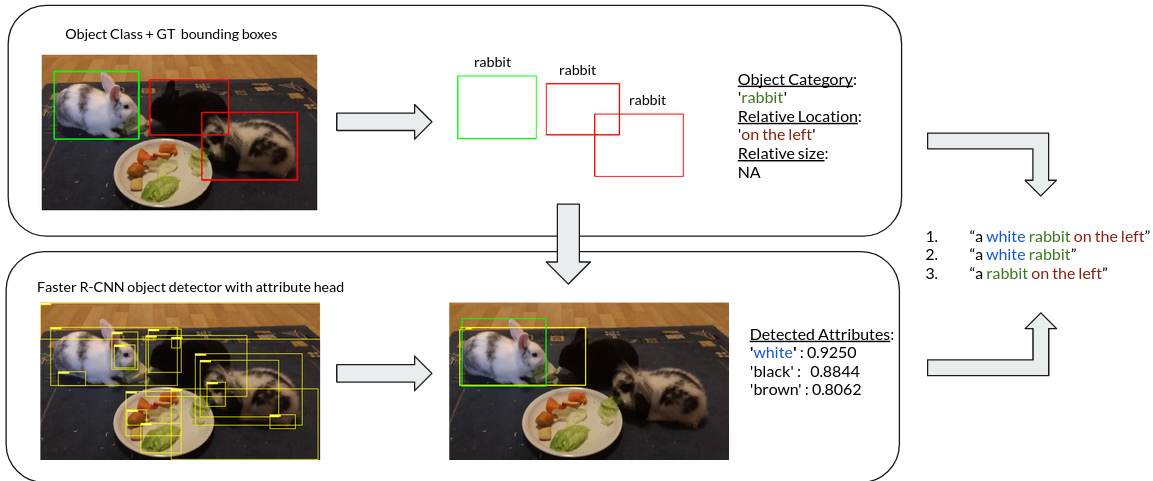 Object Class + GT bounding boxes
rabbit
rabbit
rabbit
Object Category:
'rabbit'
Relative Location:
'on the left'
Relative size:
NA
Faster R-CNN object detector with attribute head
Detected Attributes:
'white' : 0.9250
'black' : 0.8844
'brown' : 0.8062
1. “a white rabbit on the left”
2. “a white rabbit”
3. “a rabbit on the left”